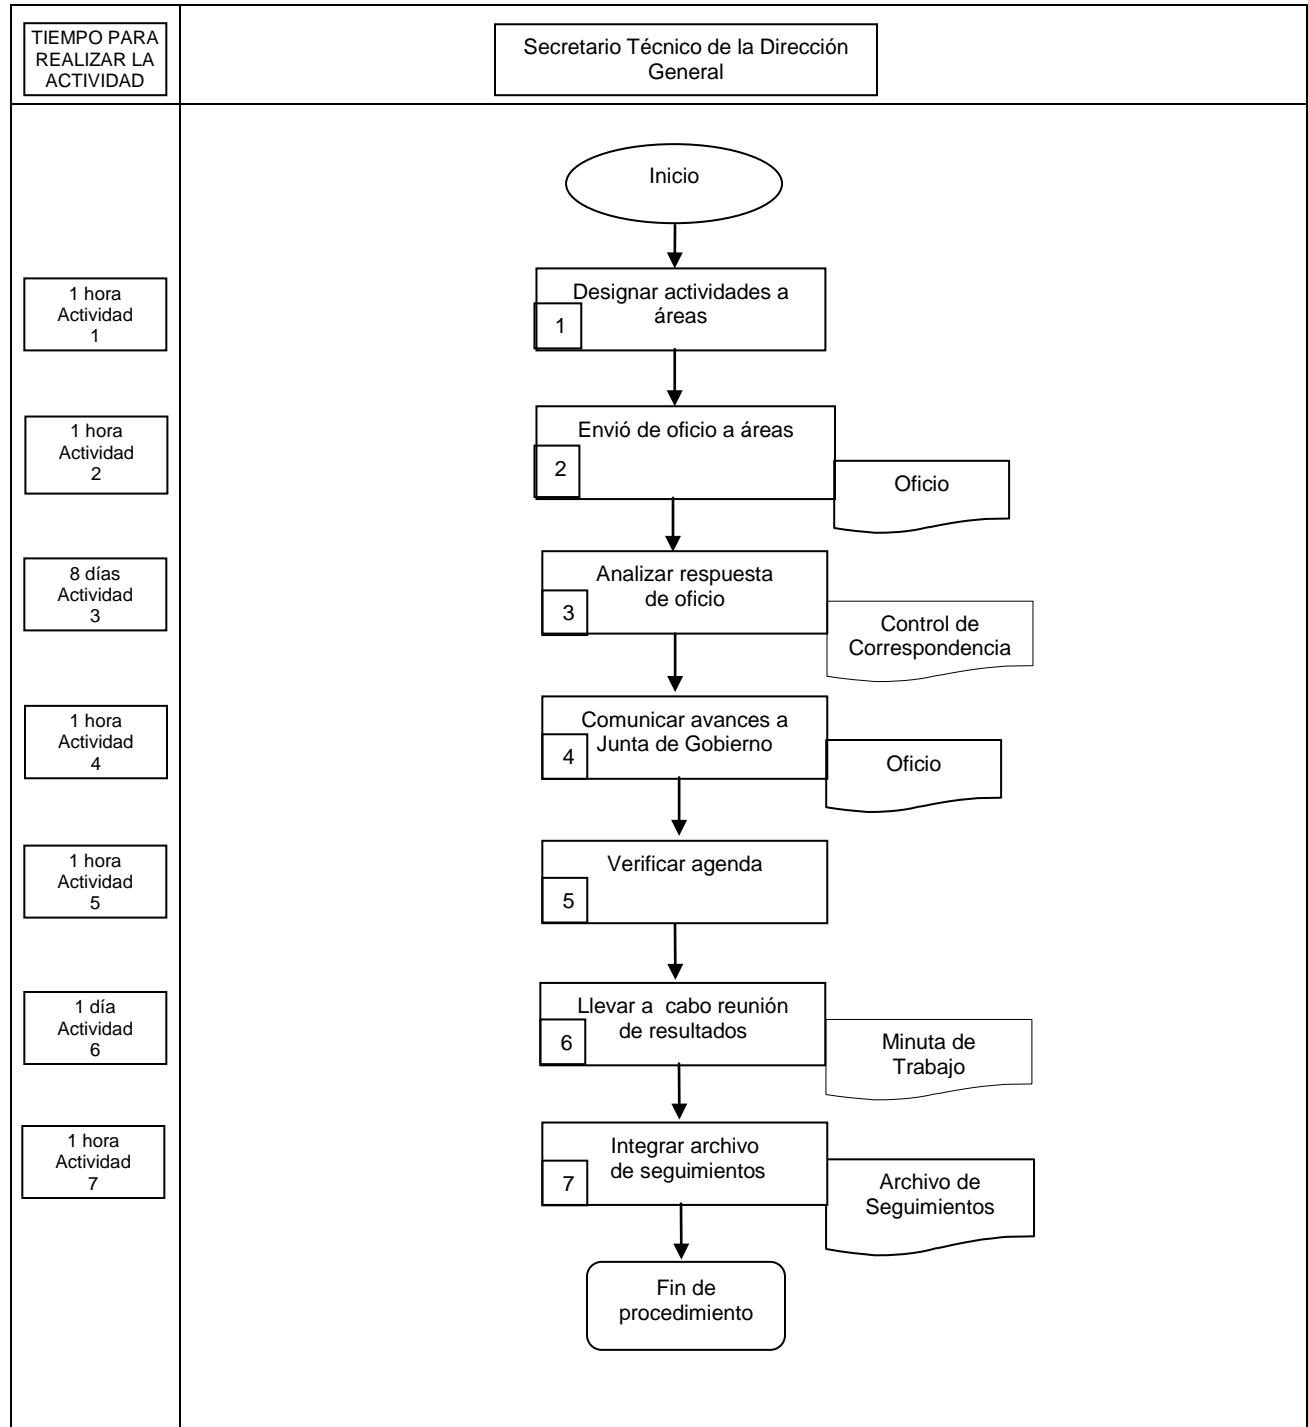 TIEMPO PARA
REALIZAR LA
ACTIVIDAD
Secretario Técnico de la Dirección
General
Inicio
1 hora
Actividad
1
Designar actividades a
áreas
1
1 hora
Actividad
2
Envió de oficio a áreas
2
Oficio
8 días
Actividad
3
Analizar respuesta
de oficio
3
Control de
Correspondencia
1 hora
Actividad
4
Comunicar avances a
Junta de Gobierno
4
Oficio
1 hora
Actividad
5
Verificar agenda
5
1 día
Actividad
6
Llevar a cabo reunión
de resultados
6
Minuta de
Trabajo
1 hora
Actividad
7
Integrar archivo
de seguimientos
7
Archivo de
Seguimientos
Fin de
procedimiento